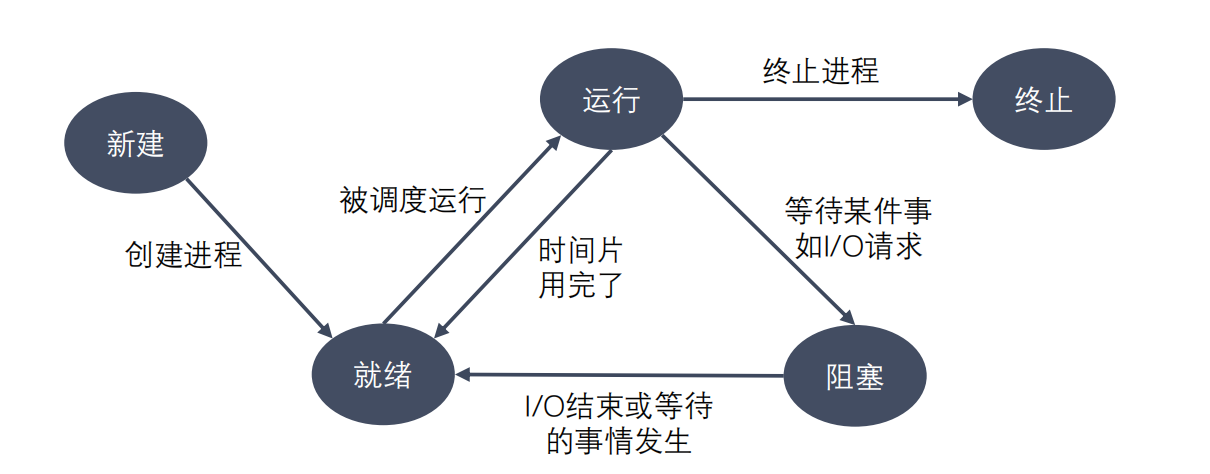 终止进程
运行
终止
新建
被调度运行
等待某件事
如I/O请求
创建进程
时间片
用完了
就绪
阻塞
I/O结束或等待
的事情发生